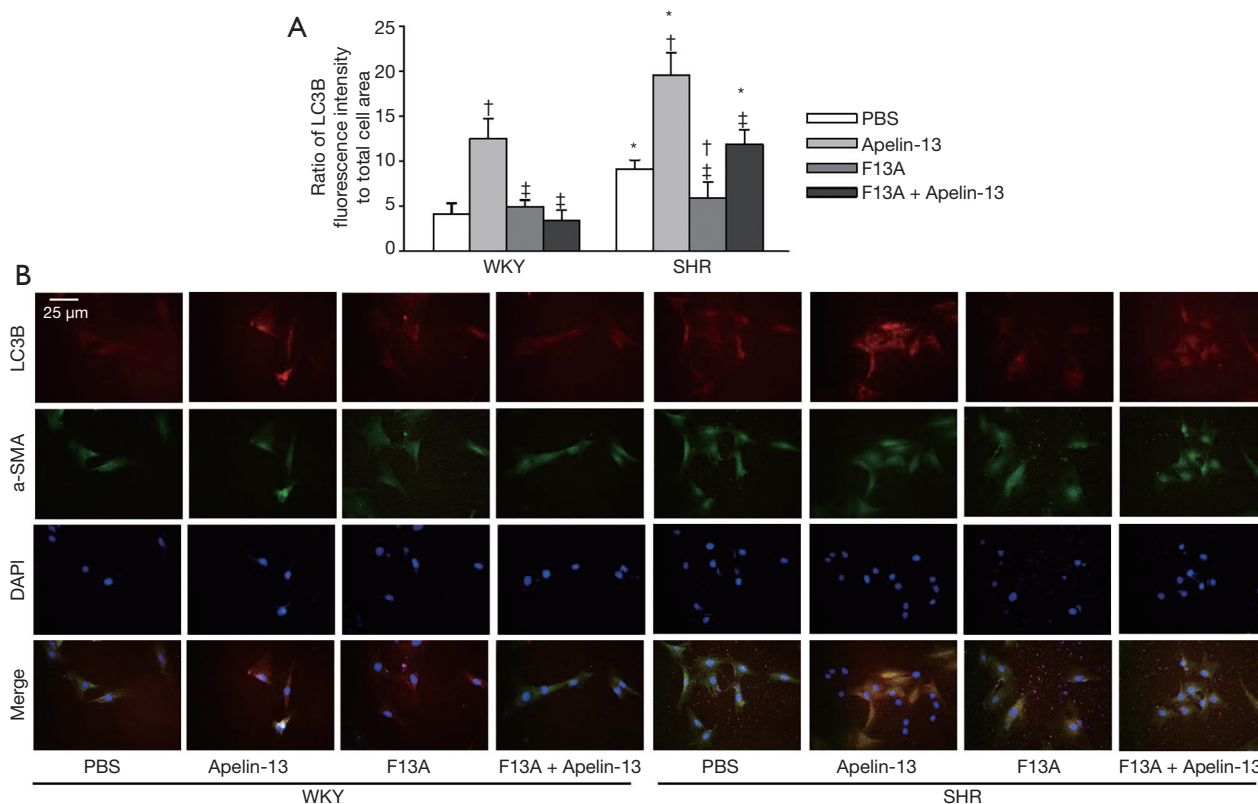 A
Ratio of LC3B
fluorescence intensity
to total cell area
25
20
15
10
5
0
†
‡
‡
*
*
†
†
‡
*
‡
WKY
SHR
PBS
Apelin-13
F13A
F13A + Apelin-13
B
25 µm
LC3B
a-SMA
DAPI
Merge
PBS
Apelin-13
F13A
F13A + Apelin-13
PBS
Apelin-13
F13A
F13A + Apelin-13
WKY
SHR